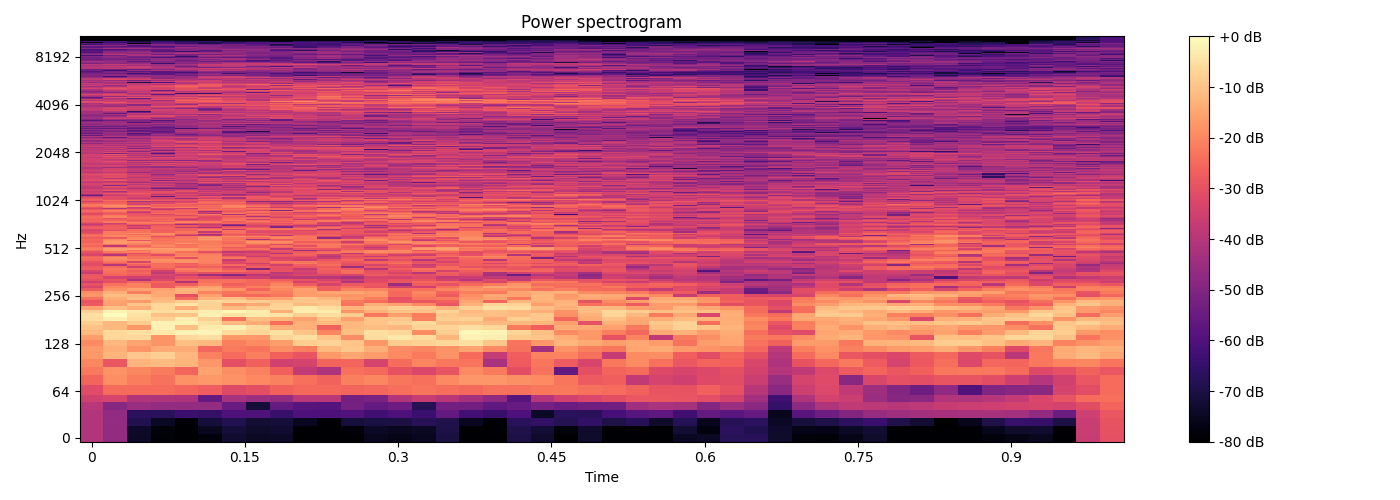 Power spectrogram
Hz
8192
4096
2048
1024
512
256
128
64
0
0 0.15 0.3 0.45 0.6 0.75 0.9
Time
+0 dB
-10 dB
-20 dB
-30 dB
-40 dB
-50 dB
-60 dB
-70 dB
-80 dB